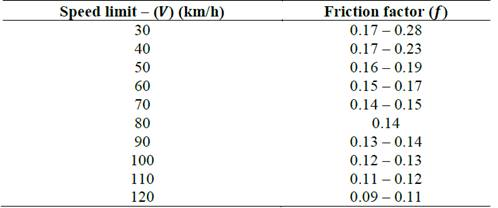 Speed limit – (V) (km/h) Friction factor (f)
30 0.17 – 0.28
40 0.17 – 0.23
50 0.16 – 0.19
60 0.15 – 0.17
70 0.14 – 0.15
80 0.14
90 0.13 – 0.14
100 0.12 – 0.13
110 0.11 – 0.12
120 0.09 – 0.11